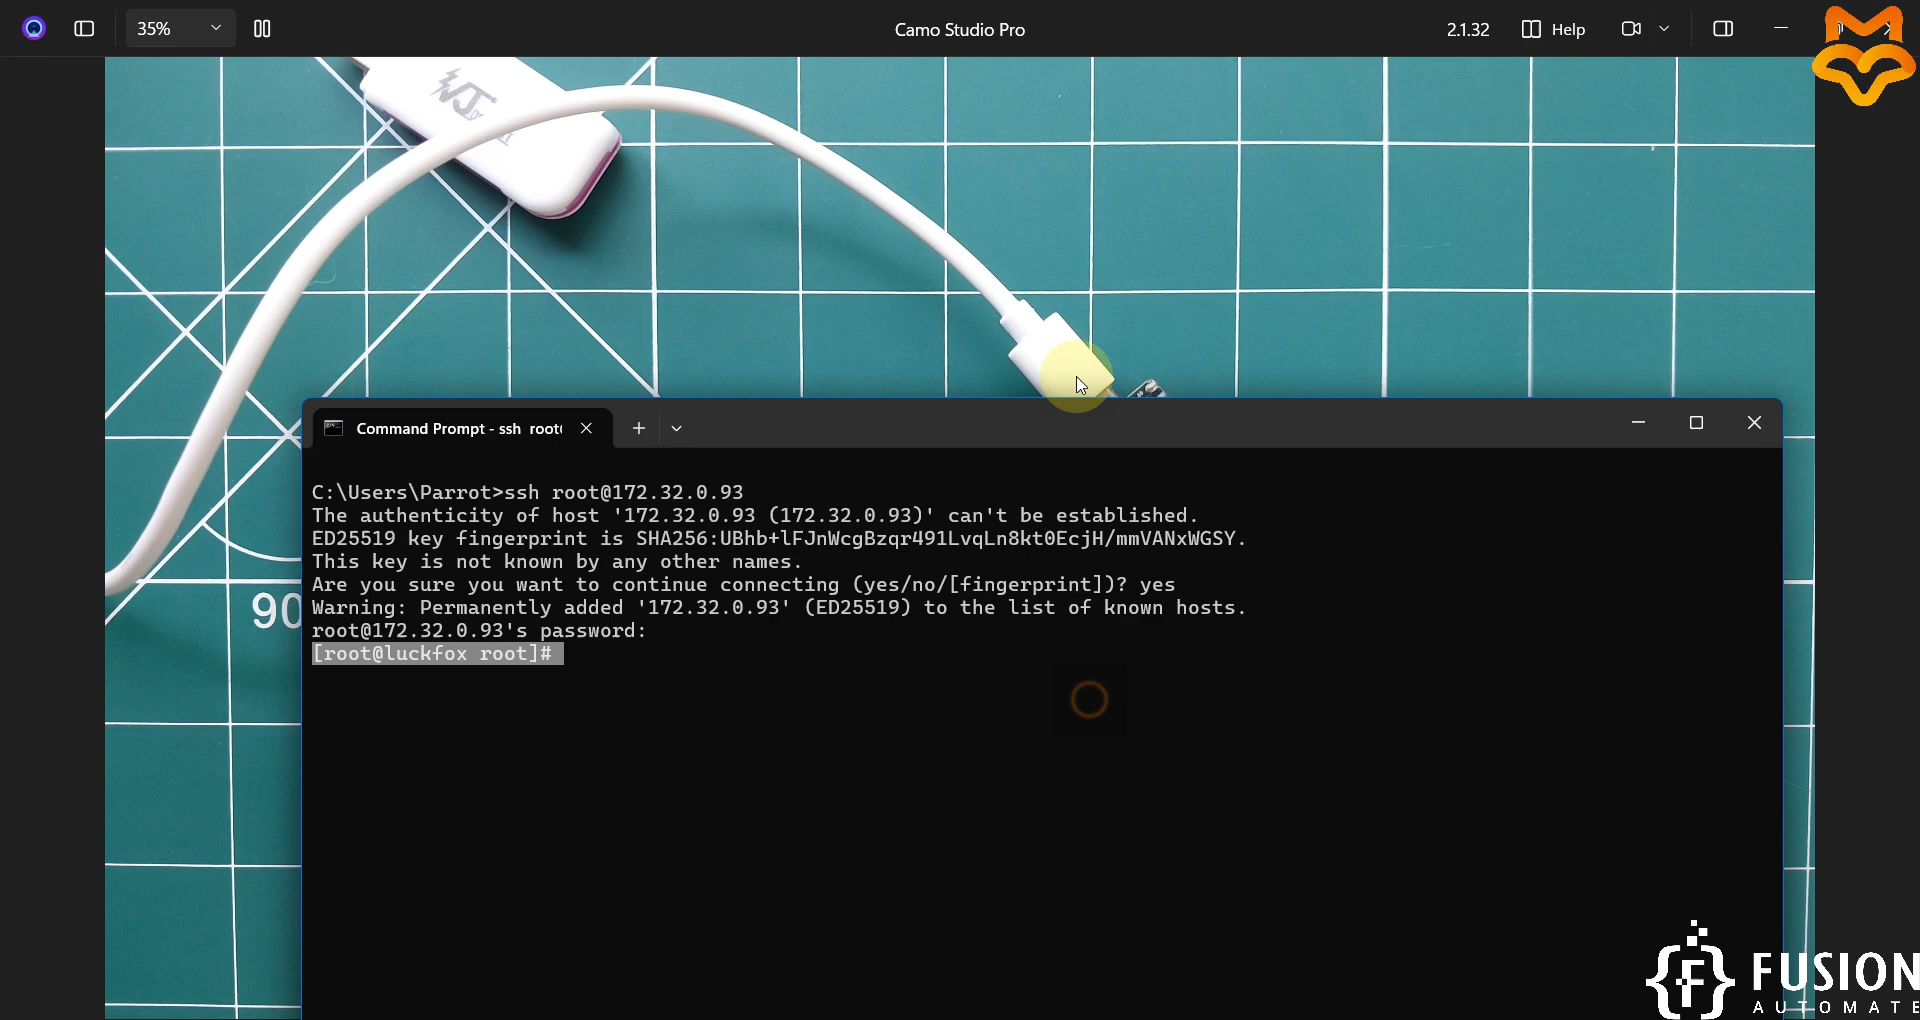 35%
Camo Studio Pro
2.1.32
Help
WJ
90
Command Prompt - ssh root
C:\Users\Parrot>ssh root@172.32.0.93
The authenticity of host '172.32.0.93 (172.32.0.93)' can't be established.
ED25519 key fingerprint is SHA256:UBhb+lFJnWcgBzqr491LvqLn8kt0EcjH/mmVANxWGSY.
This key is not known by any other names.
Are you sure you want to continue connecting (yes/no/[fingerprint])? yes
Warning: Permanently added '172.32.0.93' (ED25519) to the list of known hosts.
root@172.32.0.93's password:
[root@luckfox root]#
FUSION
AUTOMATE